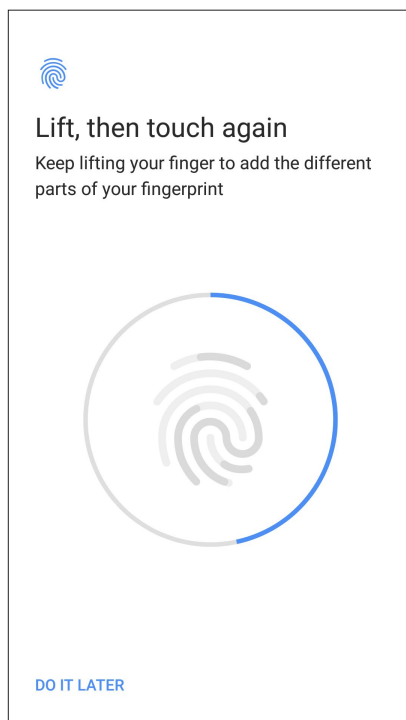 Lift, then touch again
Keep lifting your finger to add the different
parts of your fingerprint
DO IT LATER